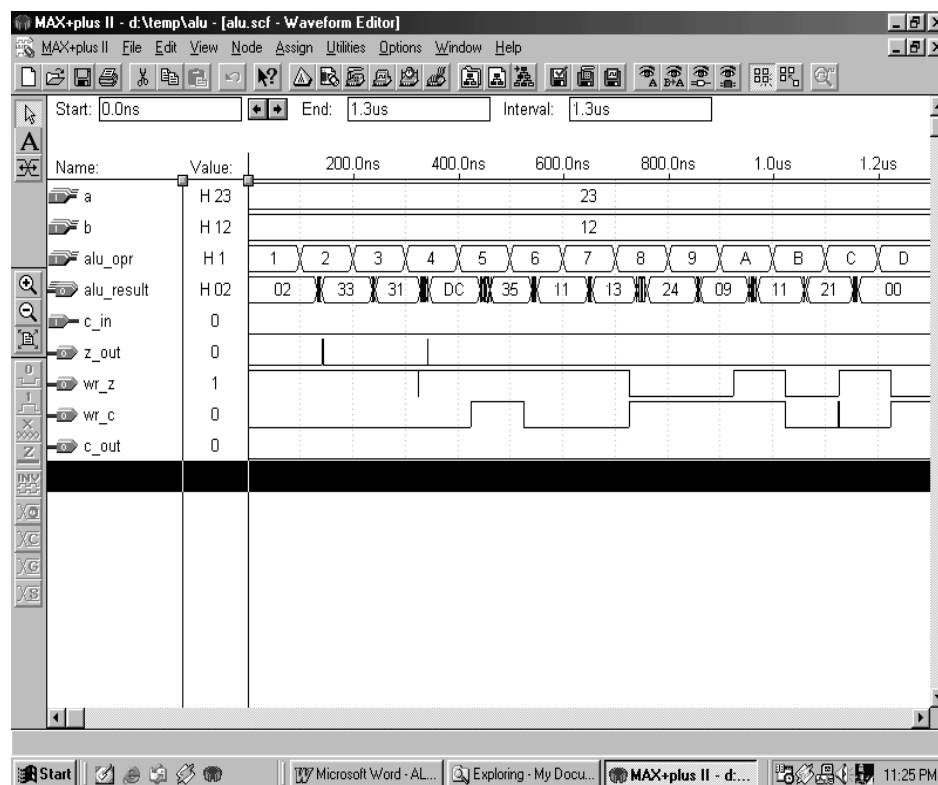 MAX+plus II - d:\temp\alu - [alu.scf - Waveform Editor]
MAX+plus II File Edit View Node Assign Utilities Options Window Help
Start: 0.0ns End: 1.3us Interval: 1.3us
Name: Value: 200.0ns 400.0ns 600.0ns 800.0ns 1.0us 1.2us
a H 23 23
b H 12 12
alu_opr H 1 1 2 3 4 5 6 7 8 9 A B C D
alu_result H 02 02 33 31 DC 35 11 13 24 09 11 21 00
c_in 0
z_out 0
wr_z 1
wr_c 0
c_out 0
Start Microsoft Word - AL... Exploring - My Docu... MAX+plus II - d:... 11:25 PM